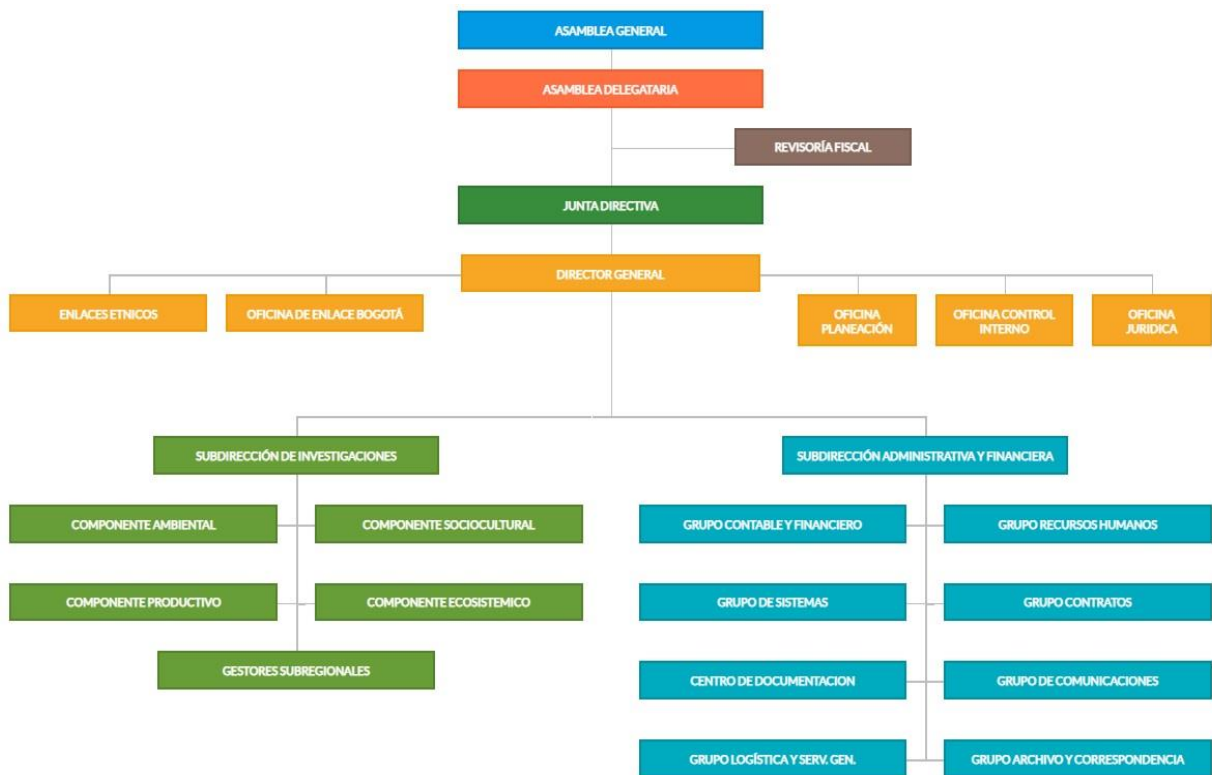 ASAMBLEA GENERAL
ASAMBLEA DELEGATARIA
REVISORÍA FISCAL
JUNTA DIRECTIVA
DIRECTOR GENERAL
ENLACES ETNICOS
OFICINA DE ENLACE BOGOTÁ
OFICINA
PLANEACIÓN
OFICINA CONTROL
INTERNO
OFICINA
JURIDICA
SUBDIRECCIÓN DE INVESTIGACIONES
COMPONENTE AMBIENTAL
COMPONENTE SOCIOCULTURAL
COMPONENTE PRODUCTIVO
COMPONENTE ECOSISTEMICO
GESTORES SUBREGIONALES
SUBDIRECCIÓN ADMINISTRATIVA Y FINANCIERA
GRUPO CONTABLE Y FINANCIERO
GRUPO RECURSOS HUMANOS
GRUPO DE SISTEMAS
GRUPO CONTRATOS
CENTRO DE DOCUMENTACION
GRUPO DE COMUNICACIONES
GRUPO LOGÍSTICA Y SERV. GEN.
GRUPO ARCHIVO Y CORRESPONDENCIA